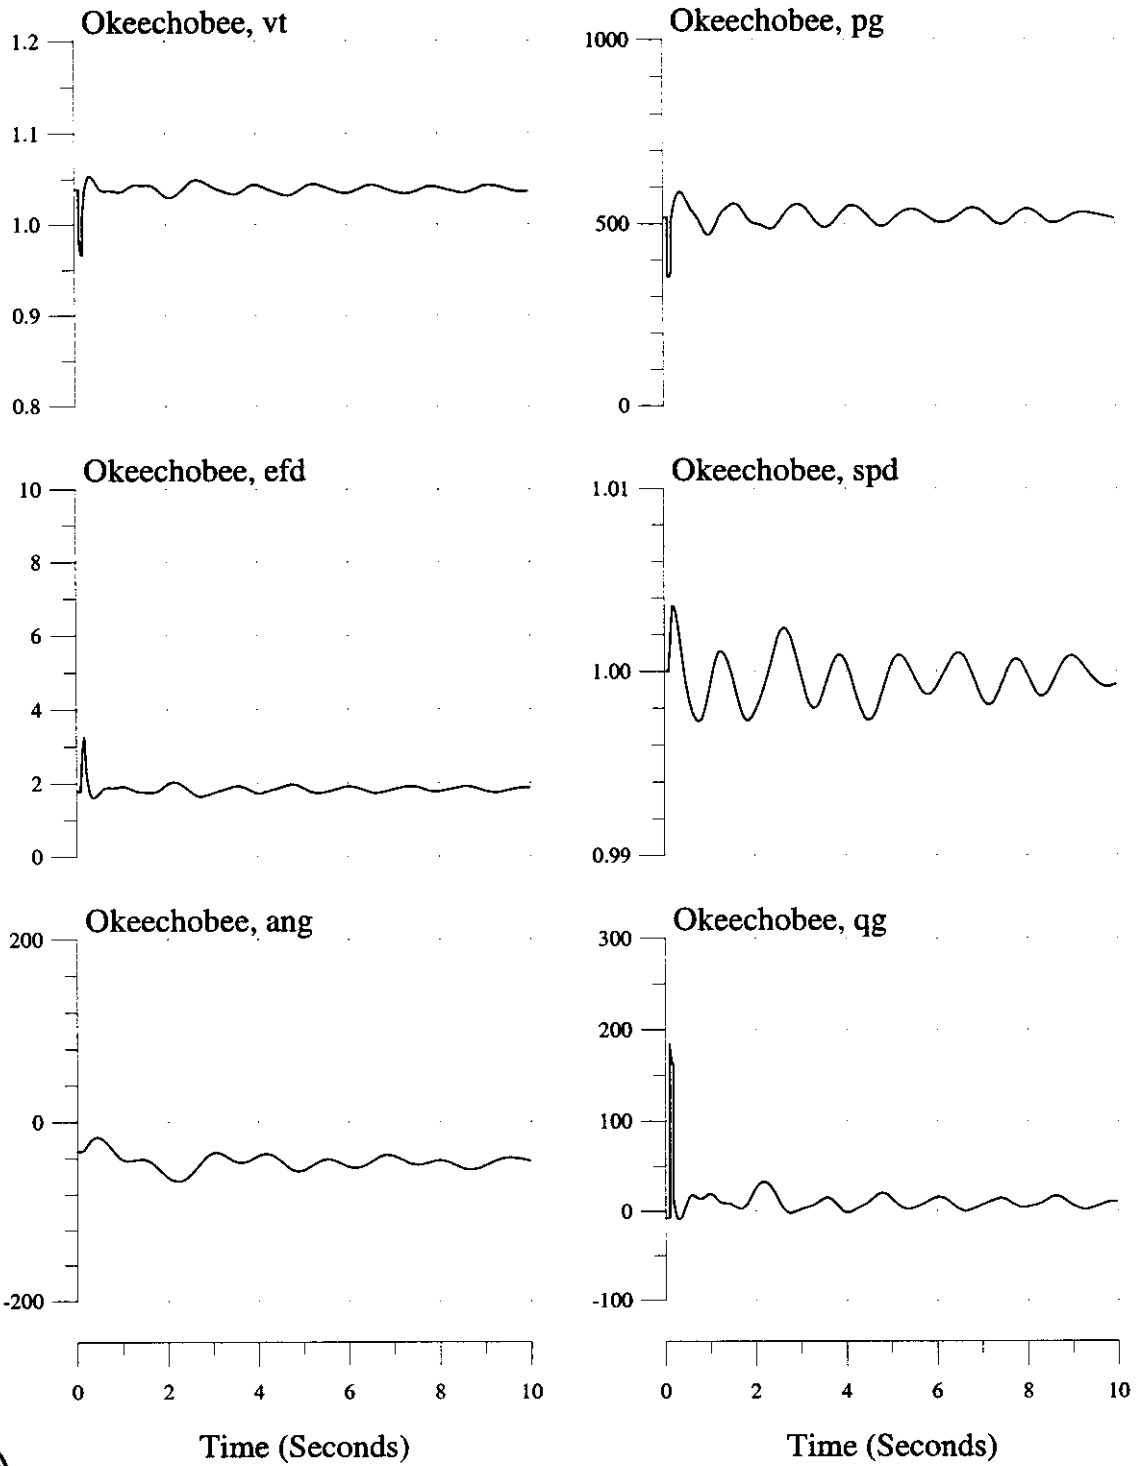 Okeechobee, vt
1.2
1.1
1.0
0.9
0.8
Okeechobee, pg
1000
500
0
Okeechobee, efd
10
8
6
4
2
0
Okeechobee, spd
1.01
1.00
0.99
Okeechobee, ang
200
0
-200
Okeechobee, qg
300
200
100
0
-100
0 2 4 6 8 10
Time (Seconds)
0 2 4 6 8 10
Time (Seconds)